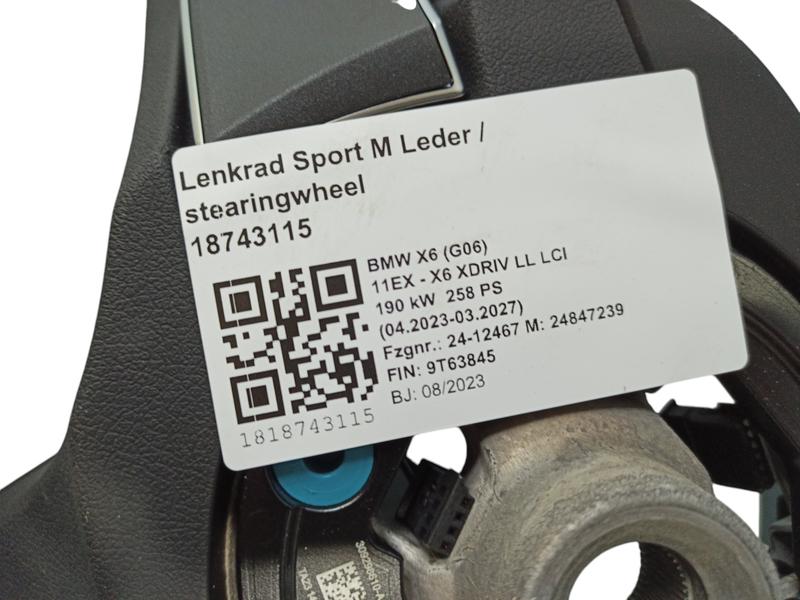 Lenkrad Sport M Leder /
stearingwheel
18743115
BMW X6 (G06)
11EX - X6 XDRIV LL LCI
190 kW  258 PS
(04.2023-03.2027)
Fzgnr.: 24-12467 M: 24847239
FIN: 9T63845
BJ: 08/2023
1818743115